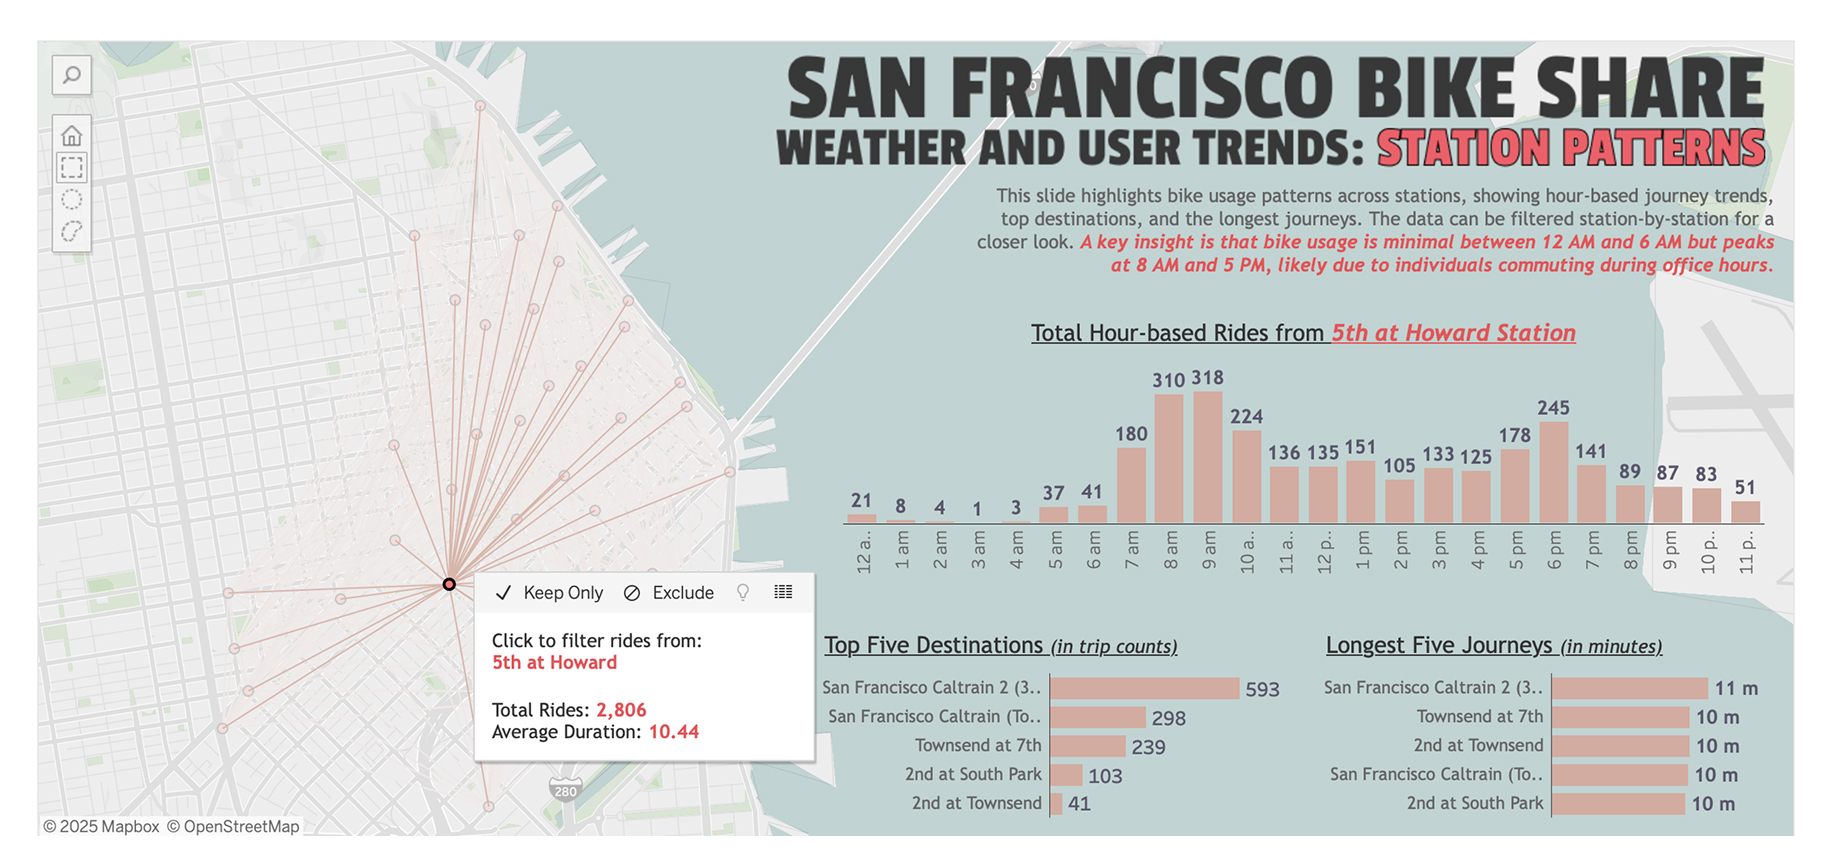 SAN FRANCISCO BIKE SHARE
WEATHER AND USER TRENDS: STATION PATTERNS
This slide highlights bike usage patterns across stations, showing hour-based journey trends,
top destinations, and the longest journeys. The data can be filtered station-by-station for a
closer look. A key insight is that bike usage is minimal between 12 AM and 6 AM but peaks
at 8 AM and 5 PM, likely due to individuals commuting during office hours.
Total Hour-based Rides from 5th at Howard Station
21 8 4 1 3 37 41 180 310 318 224 136 135 151 105 133 125 178 245 141 89 87 83 51
12 a.. 1 am 2 am 3 am 4 am 5 am 6 am 7 am 8 am 9 am 10 a.. 11 a.. 12 p.. 1 pm 2 pm 3 pm 4 pm 5 pm 6 pm 7 pm 8 pm 9 pm 10 p.. 11 p..
Keep Only Exclude
Click to filter rides from:
5th at Howard
Total Rides: 2,806
Average Duration: 10.44
Top Five Destinations (in trip counts)
San Francisco Caltrain 2 (3.. 593
San Francisco Caltrain (To.. 298
Townsend at 7th 239
2nd at South Park 103
2nd at Townsend 41
Longest Five Journeys (in minutes)
San Francisco Caltrain 2 (3.. 11 m
Townsend at 7th 10 m
2nd at Townsend 10 m
San Francisco Caltrain (To.. 10 m
2nd at South Park 10 m
280
© 2025 Mapbox © OpenStreetMap